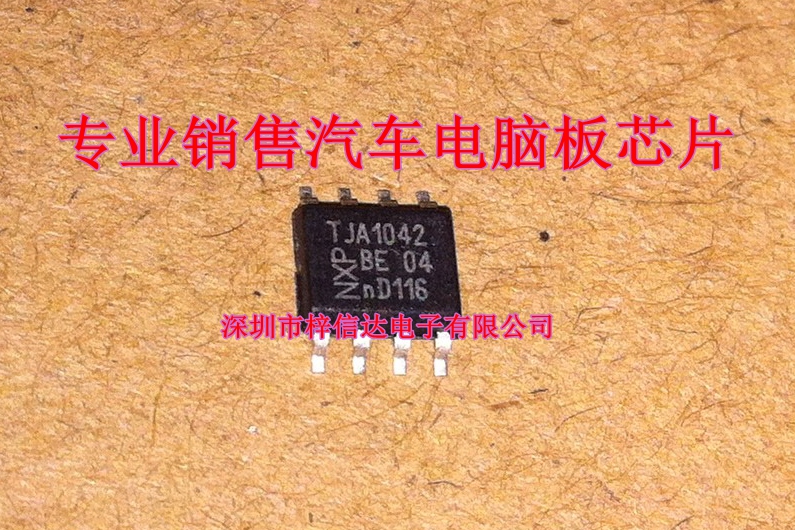 专业销售汽车电脑板芯片
TJA1042
NXP
BE 04
nD116
深圳市梓信达电子有限公司